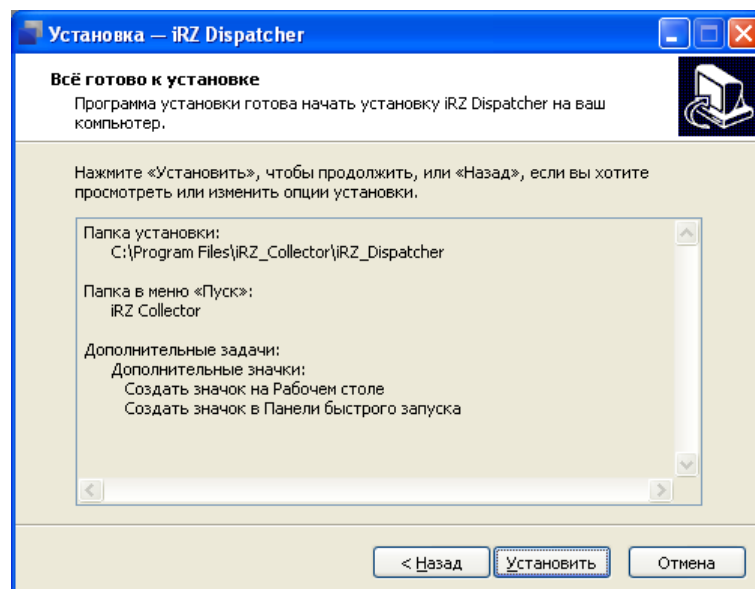 Установка — iRZ Dispatcher
Всё готово к установке
Программа установки готова начать установку iRZ Dispatcher на ваш
компьютер.
Нажмите «Установить», чтобы продолжить, или «Назад», если вы хотите
просмотреть или изменить опции установки.
Папка установки:
C:\Program Files\iRZ_Collector\iRZ_Dispatcher
Папка в меню «Пуск»:
iRZ Collector
Дополнительные задачи:
Дополнительные значки:
Создать значок на Рабочем столе
Создать значок в Панели быстрого запуска
< Назад
Установить
Отмена